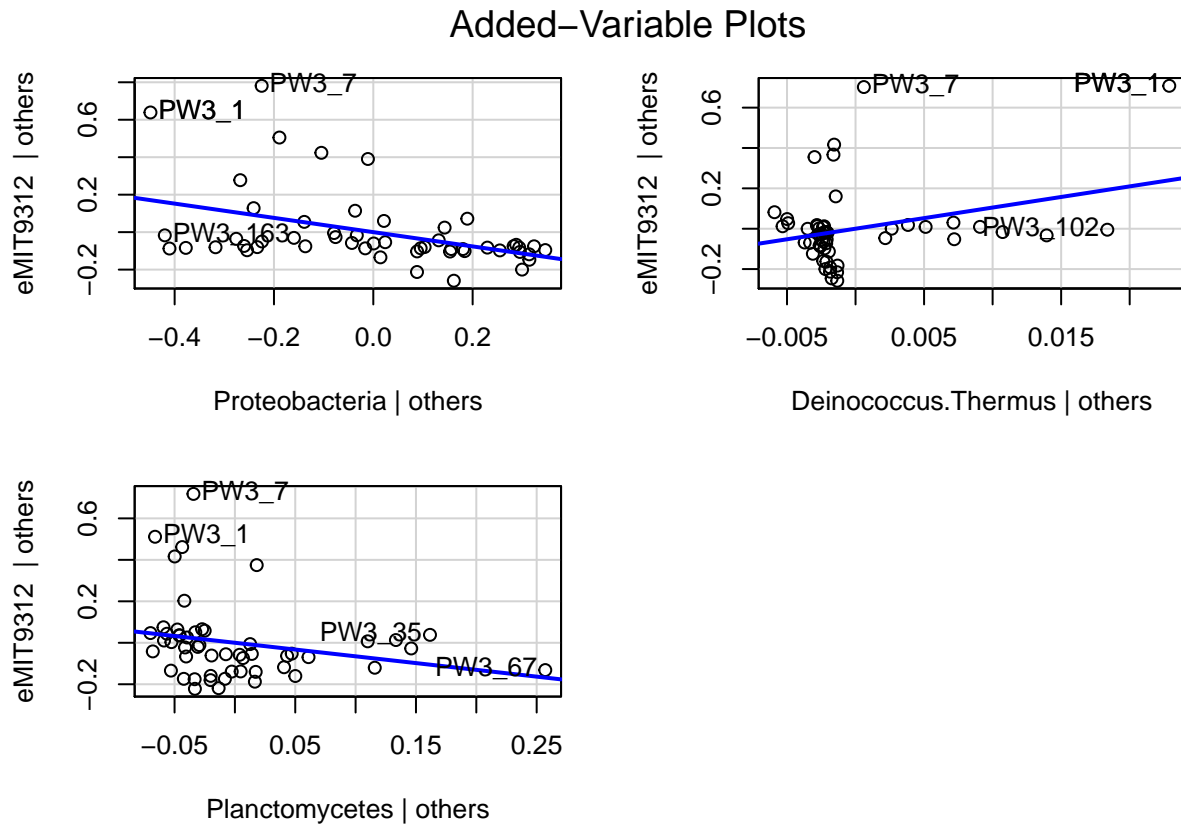 Added−Variable Plots
eMIT9312 | others
0.6
0.2
−0.2
PW3_7
PW3_1
PW3_163
−0.4 −0.2 0.0 0.2
Proteobacteria | others
eMIT9312 | others
0.6
0.2
−0.2
PW3_7 PW3_1
PW3_102
−0.005 0.005 0.015
Deinococcus.Thermus | others
eMIT9312 | others
0.6
0.2
−0.2
PW3_7
PW3_1
PW3_35
PW3_67
−0.05 0.05 0.15 0.25
Planctomycetes | others